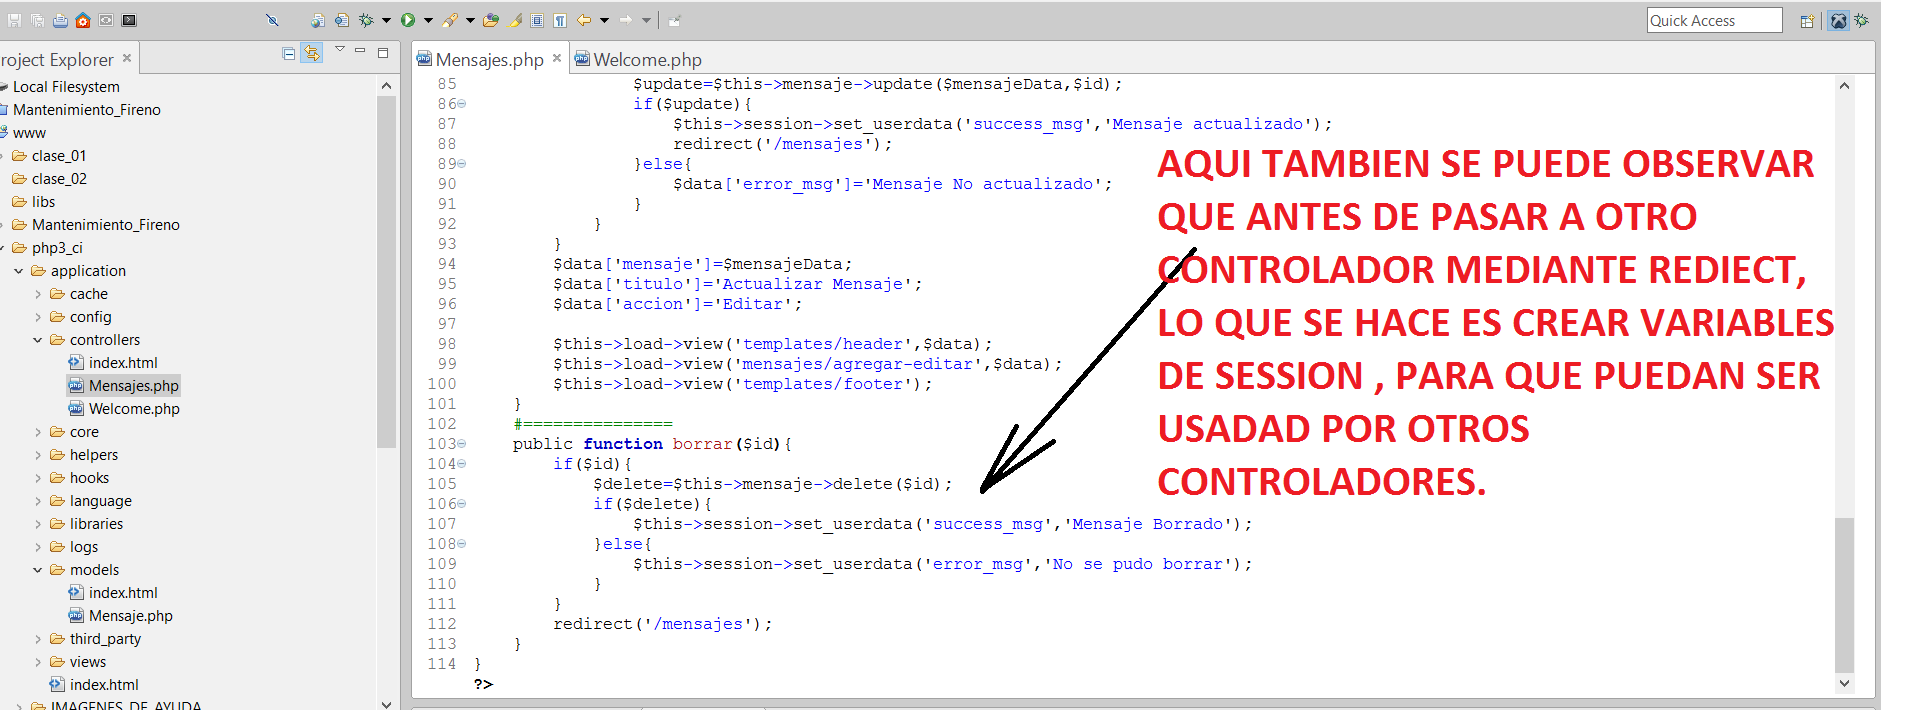 Quick Access
roject Explorer
Mensajes.php
Welcome.php
Local Filesystem
Mantenimiento_Fireno
www
clase_01
clase_02
libs
Mantenimiento_Fireno
php3_ci
application
cache
config
controllers
index.html
Mensajes.php
Welcome.php
core
helpers
hooks
language
libraries
logs
models
index.html
Mensaje.php
third_party
views
index.html
IMAGENES DE AYUDA
85 $update=$this->mensaje->update($mensajeData,$id);
86 if($update){
87 $this->session->set_userdata('success_msg','Mensaje actualizado');
88 redirect('/mensajes');
89 }else{
90 $data['error_msg']='Mensaje No actualizado';
91 }
92 }
93 }
94 $data['mensaje']=$mensajeData;
95 $data['titulo']='Actualizar Mensaje';
96 $data['accion']='Editar';
97
98 $this->load->view('templates/header',$data);
99 $this->load->view('mensajes/agregar-editar',$data);
100 $this->load->view('templates/footer');
101 }
102 #===============
103 public function borrar($id){
104 if($id){
105 $delete=$this->mensaje->delete($id);
106 if($delete){
107 $this->session->set_userdata('success_msg','Mensaje Borrado');
108 }else{
109 $this->session->set_userdata('error_msg','No se pudo borrar');
110 }
111 }
112 redirect('/mensajes');
113 }
114 }
?>
AQUI TAMBIEN SE PUEDE OBSERVAR
QUE ANTES DE PASAR A OTRO
CONTROLADOR MEDIANTE REDIECT,
LO QUE SE HACE ES CREAR VARIABLES
DE SESSION , PARA QUE PUEDAN SER
USADAD POR OTROS
CONTROLADORES.